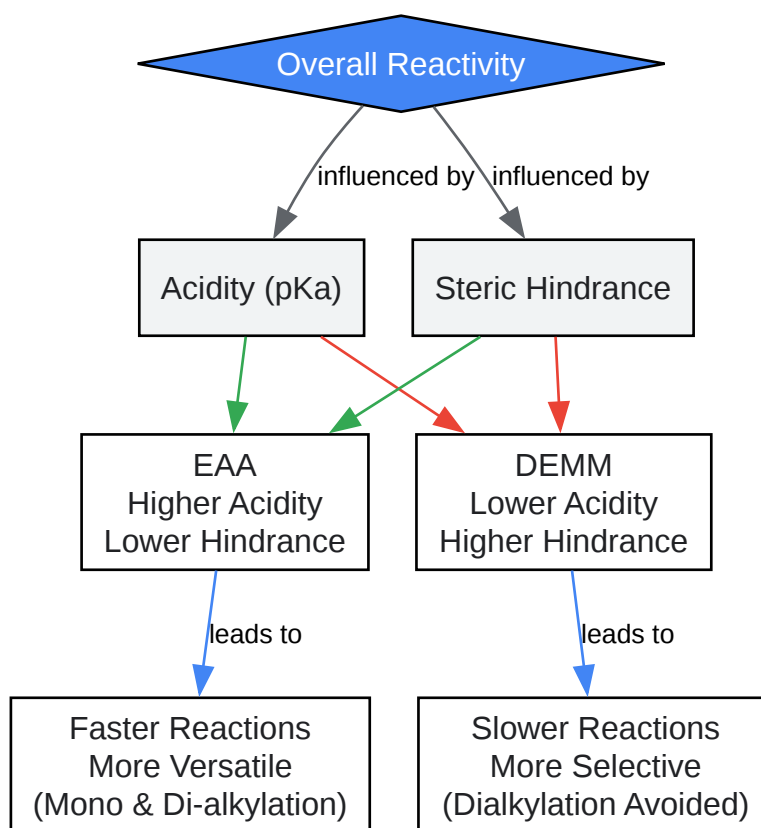 Overall Reactivity
influenced by
influenced by
Acidity (pKa)
Steric Hindrance
EAA
Higher Acidity
Lower Hindrance
DEMM
Lower Acidity
Higher Hindrance
leads to
leads to
Faster Reactions
More Versatile
(Mono & Di-alkylation)
Slower Reactions
More Selective
(Dialkylation Avoided)